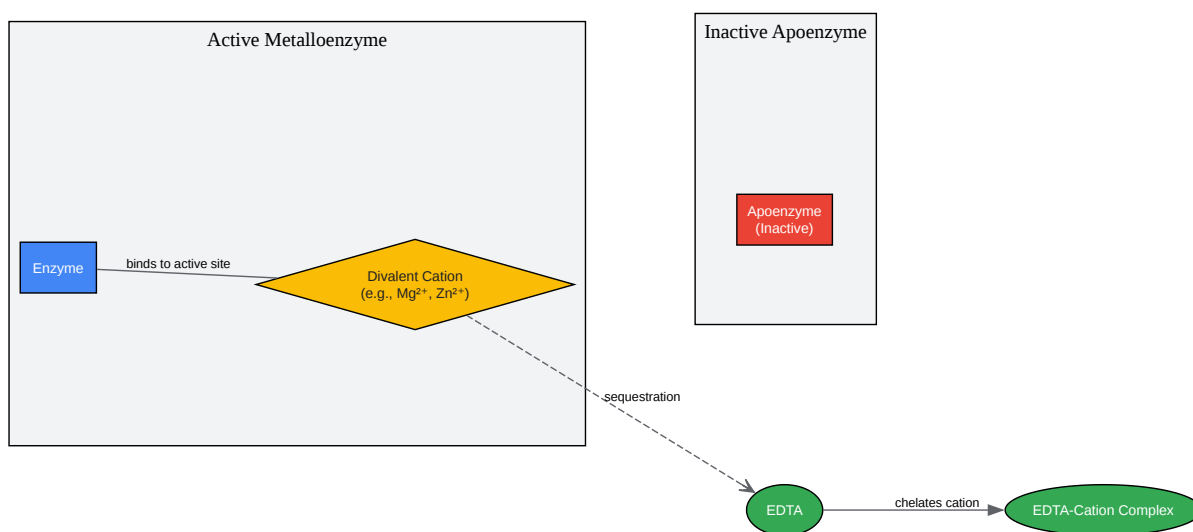 Active Metalloenzyme
Inactive Apoenzyme
Enzyme
binds to active site
Divalent Cation
(e.g., Mg²⁺, Zn²⁺)
Apoenzyme
(Inactive)
sequestration
EDTA
chelates cation
EDTA-Cation Complex